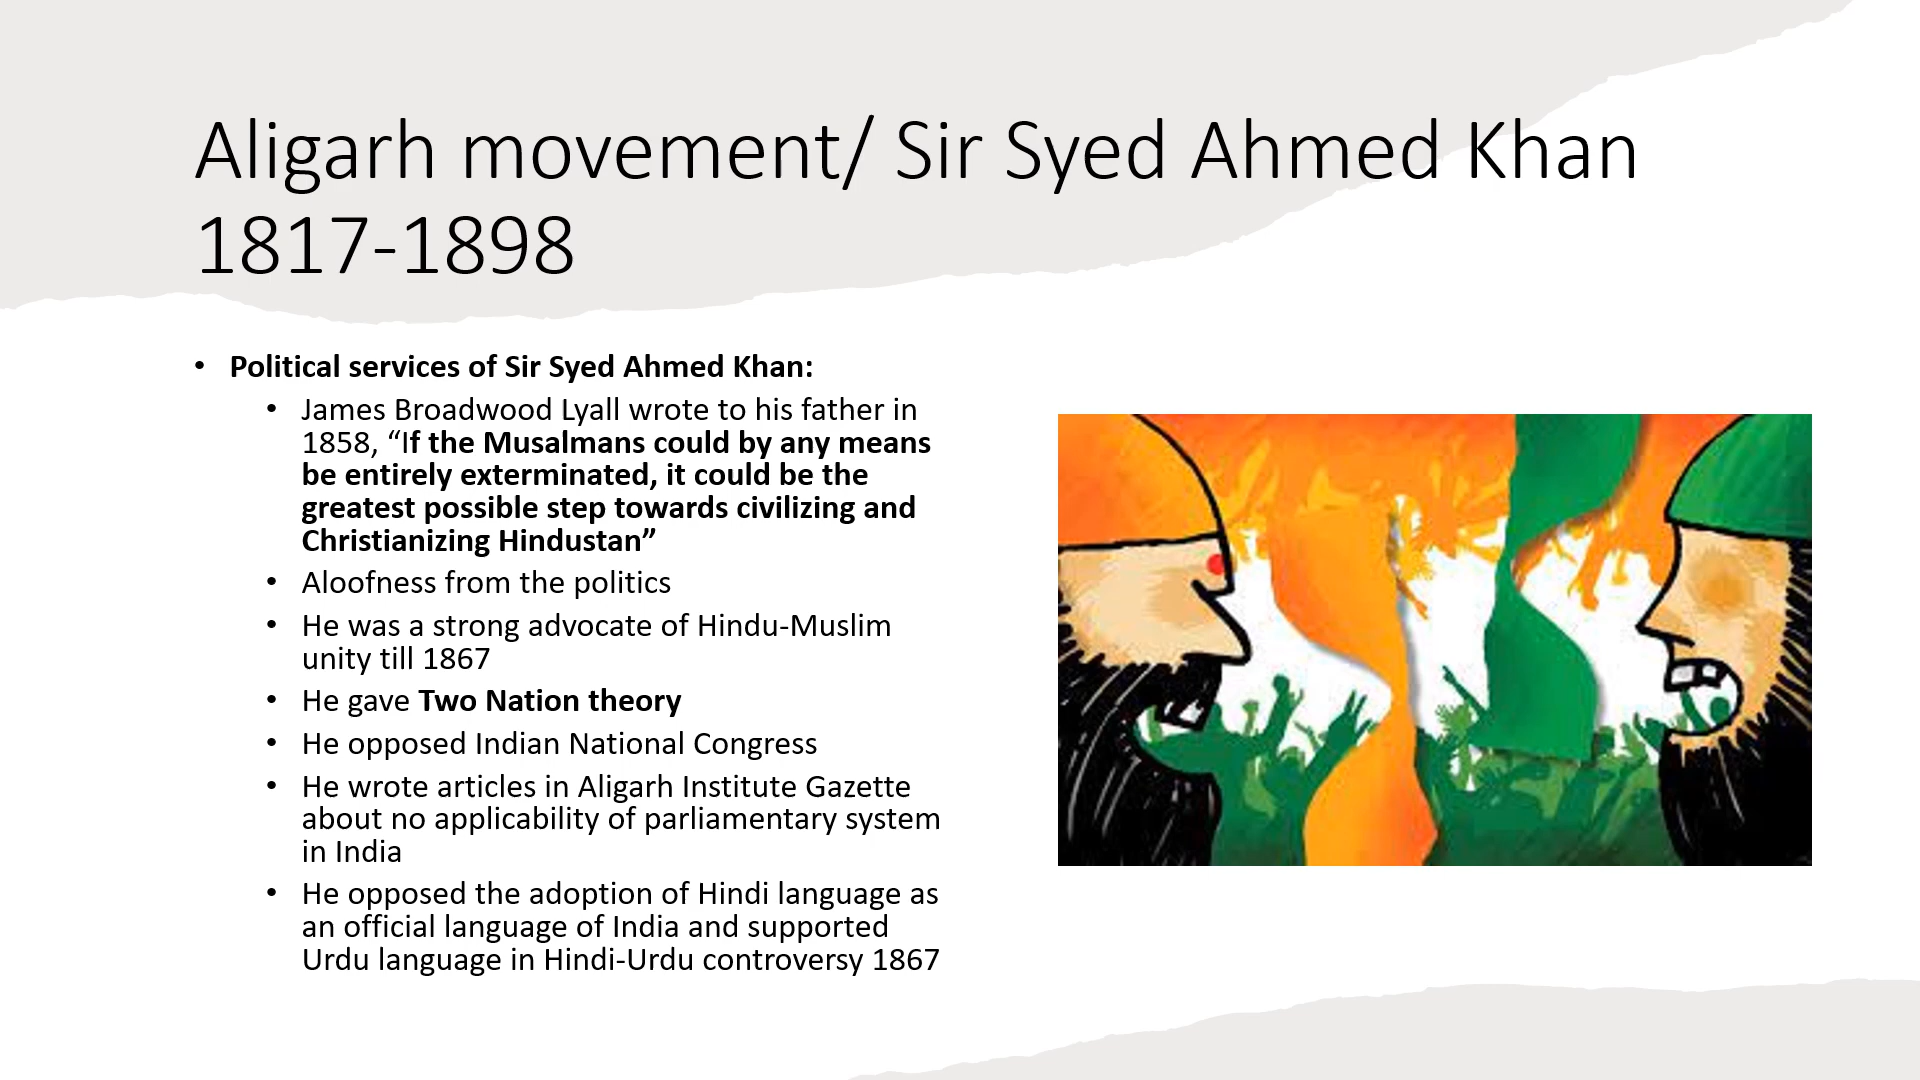 Aligarh movement/ Sir Syed Ahmed Khan
1817-1898
• Political services of Sir Syed Ahmed Khan:
• James Broadwood Lyall wrote to his father in
1858, “If the Musalmans could by any means
be entirely exterminated, it could be the
greatest possible step towards civilizing and
Christianizing Hindustan”
• Aloofness from the politics
• He was a strong advocate of Hindu-Muslim
unity till 1867
• He gave Two Nation theory
• He opposed Indian National Congress
• He wrote articles in Aligarh Institute Gazette
about no applicability of parliamentary system
in India
• He opposed the adoption of Hindi language as
an official language of India and supported
Urdu language in Hindi-Urdu controversy 1867